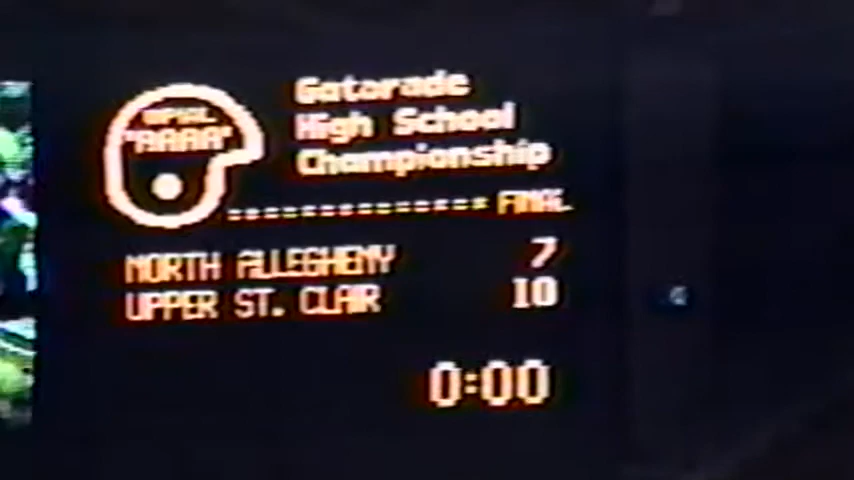 WPIAL
"AAAA"
Gatorade
High School
Championship
FINAL
NORTH ALLEGHENY 7
UPPER ST. CLAIR 10
0:00